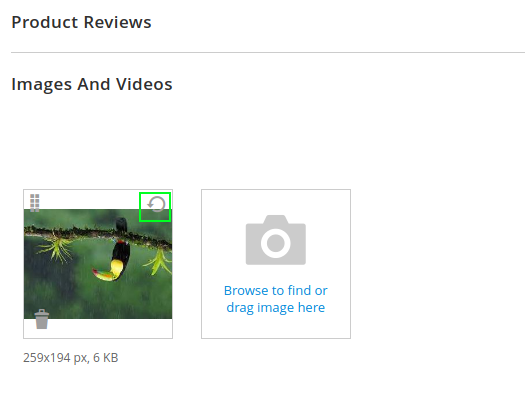 Product Reviews
Images And Videos
Browse to find or
drag image here
259x194 px, 6 KB